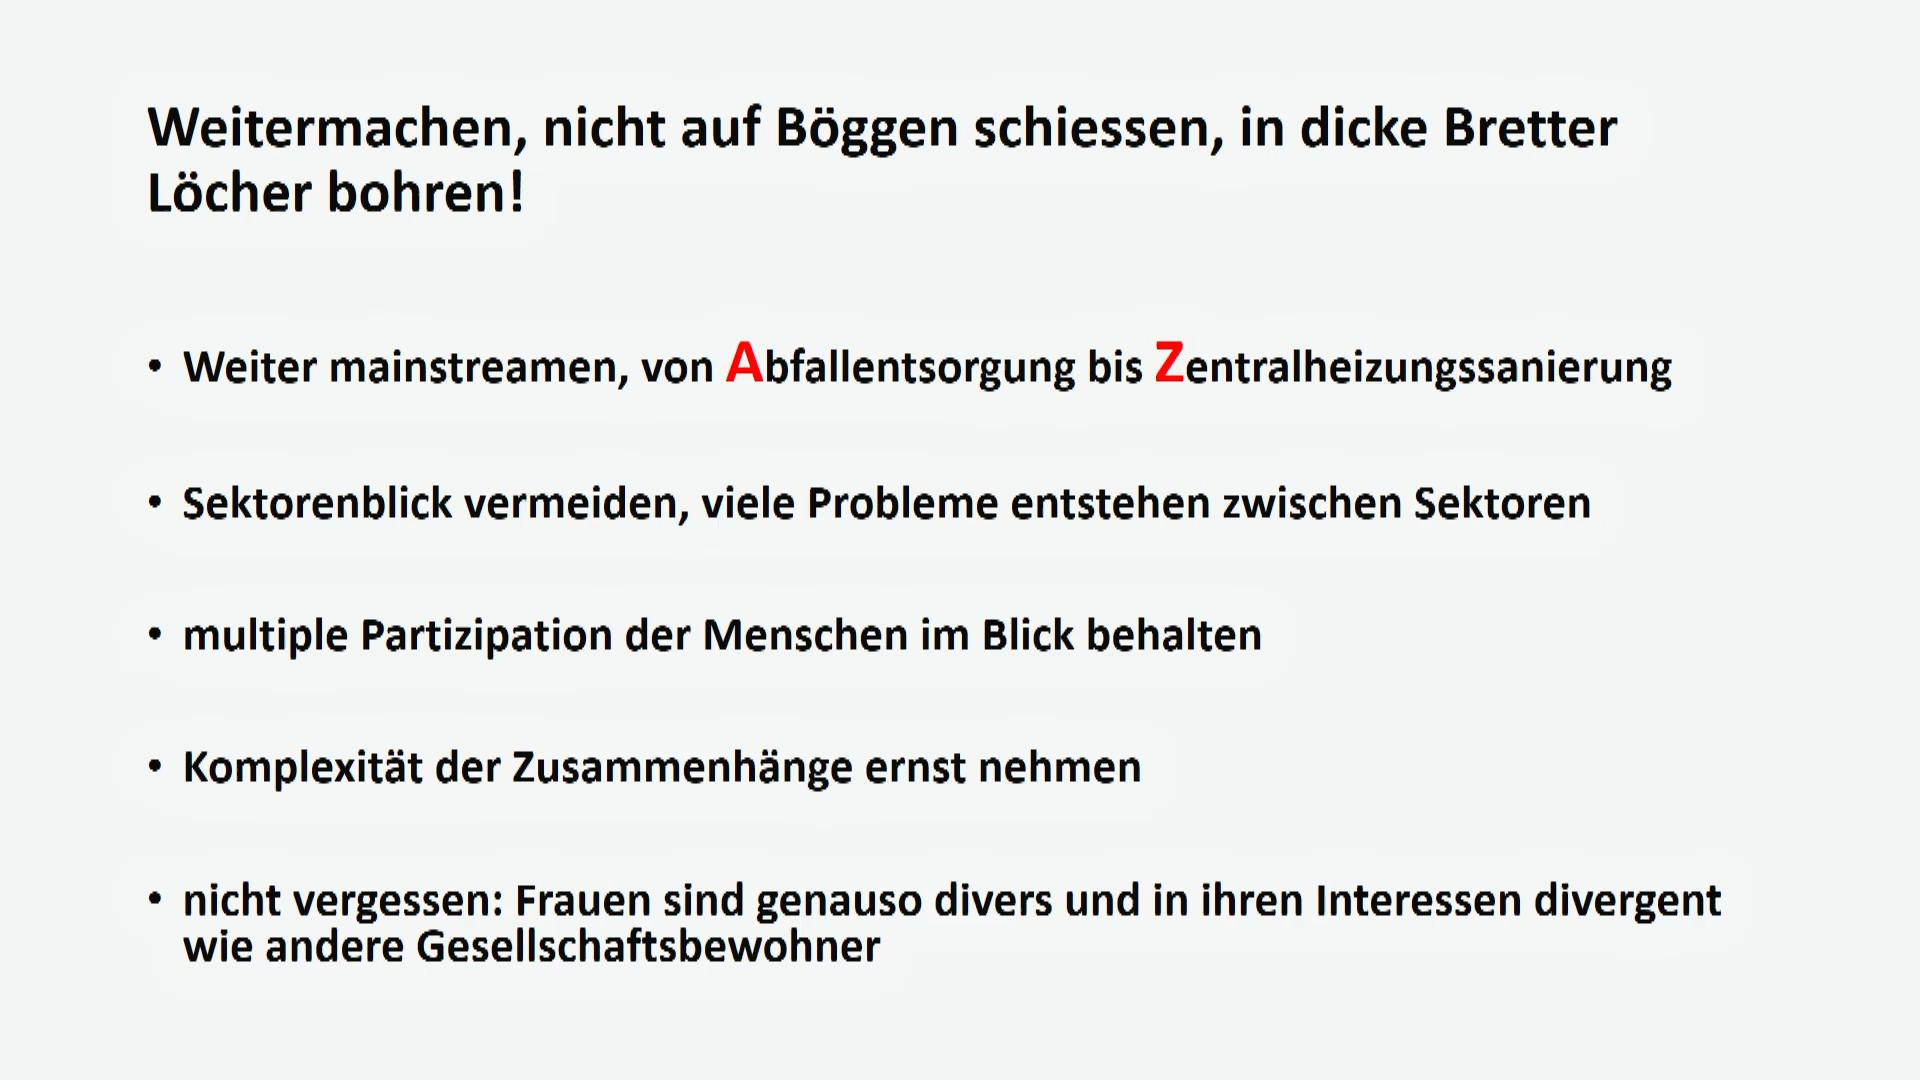 Weitermachen, nicht auf Böggen schiessen, in dicke Bretter
Löcher bohren!
• Weiter mainstreamen, von Abfallentsorgung bis Zentralheizungssanierung
• Sektorenblick vermeiden, viele Probleme entstehen zwischen Sektoren
• multiple Partizipation der Menschen im Blick behalten
• Komplexität der Zusammenhänge ernst nehmen
• nicht vergessen: Frauen sind genauso divers und in ihren Interessen divergent
wie andere Gesellschaftsbewohner